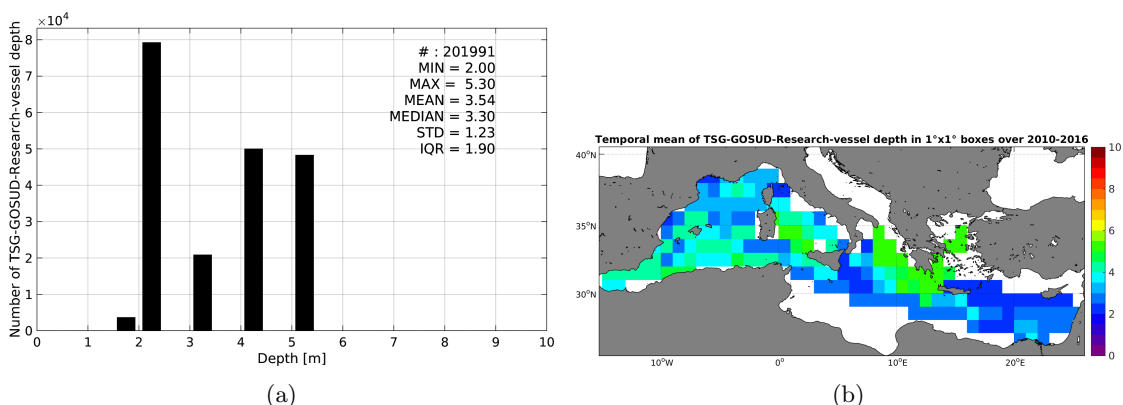 ×10⁴
Number of TSG-GOSUD-Research-vessel depth
8
7
6
5
4
3
2
1
0
# : 201991
MIN = 2.00
MAX = 5.30
MEAN = 3.54
MEDIAN = 3.30
STD = 1.23
IQR = 1.90
0 1 2 3 4 5 6 7 8 9 10
Depth [m]
(a)
Temporal mean of TSG-GOSUD-Research-vessel depth in 1°x1° boxes over 2010-2016
40°N
35°N
30°N
10°W 0° 10°E 20°E
10
8
6
4
2
0
(b)